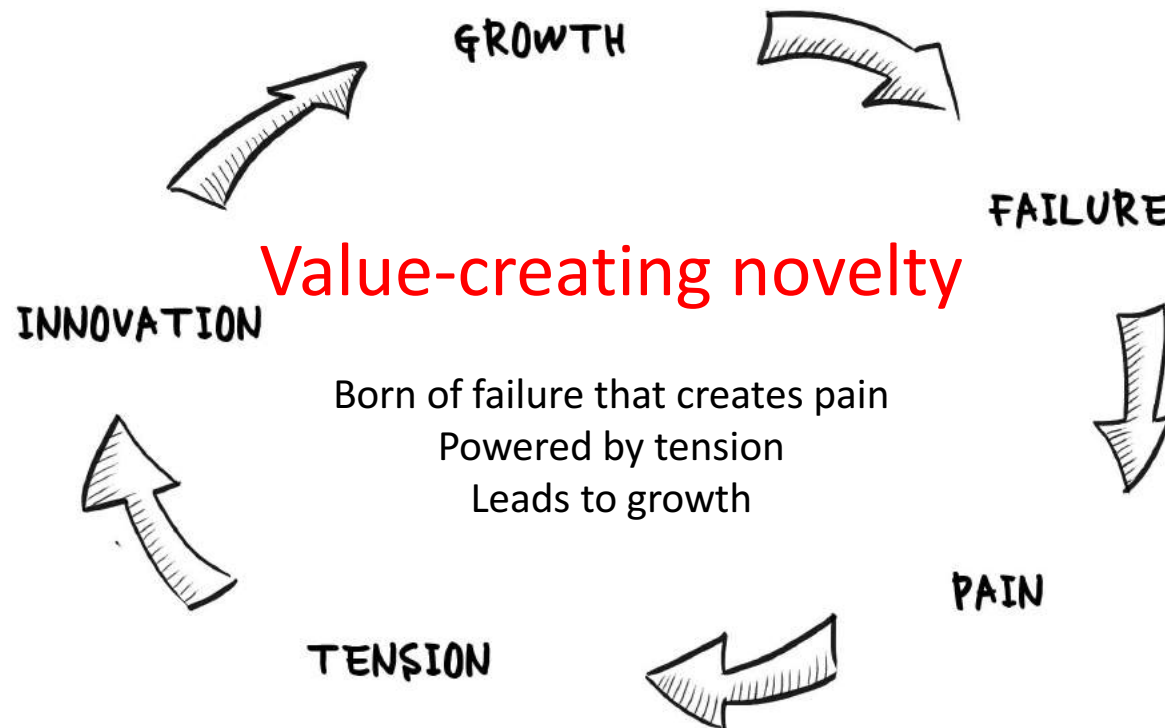 GROWTH
FAILURE
Value-creating novelty
INNOVATION
Born of failure that creates pain
Powered by tension
Leads to growth
PAIN
TENSION